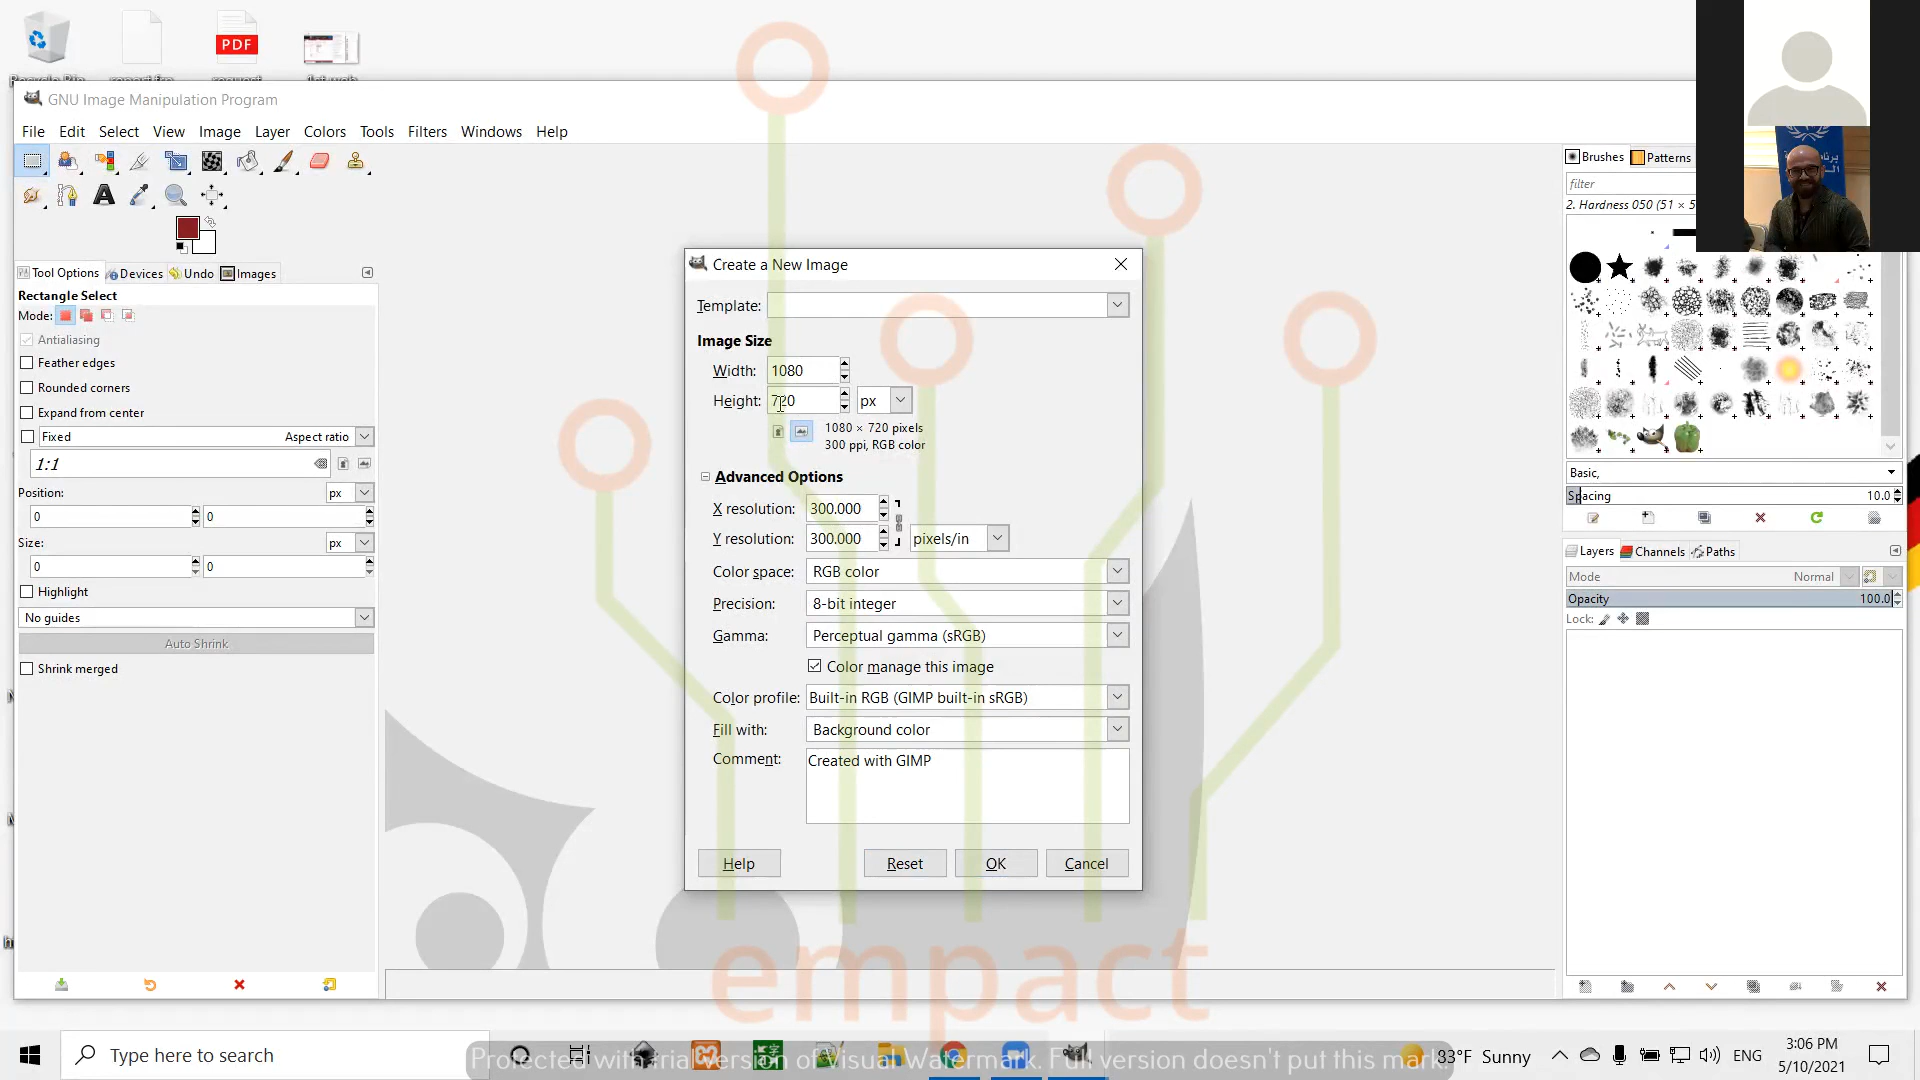 PDF
Recycle Bin
GNU Image Manipulation Program
File Edit Select View Image Layer Colors Tools Filters Windows Help
Tool Options Devices Undo Images
Rectangle Select
Mode:
Antialiasing
Feather edges
Rounded corners
Expand from center
Fixed Aspect ratio
1:1
Position: px
0 0
Size: px
0 0
Highlight
No guides
Auto Shrink
Shrink merged
Create a New Image
Template:
Image Size
Width: 1080
Height: 720 px
1080 × 720 pixels
300 ppi, RGB color
Advanced Options
X resolution: 300.000
Y resolution: 300.000 pixels/in
Color space: RGB color
Precision: 8-bit integer
Gamma: Perceptual gamma (sRGB)
Color manage this image
Color profile: Built-in RGB (GIMP built-in sRGB)
Fill with: Background color
Comment: Created with GIMP
Help Reset OK Cancel
Brushes Patterns
filter
2. Hardness 050 (51 × 5
Basic,
Spacing 10.0
Layers Channels Paths
Mode Normal
Opacity 100.0
Lock:
empact
Type here to search
Protected with trial version of Visual Watermark. Full version doesn't put this mark.
83°F Sunny
ENG
3:06 PM
5/10/2021